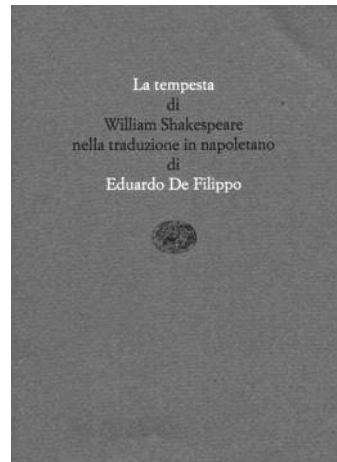 La tempesta
di
William Shakespeare
nella traduzione in napoletano
di
Eduardo De Filippo